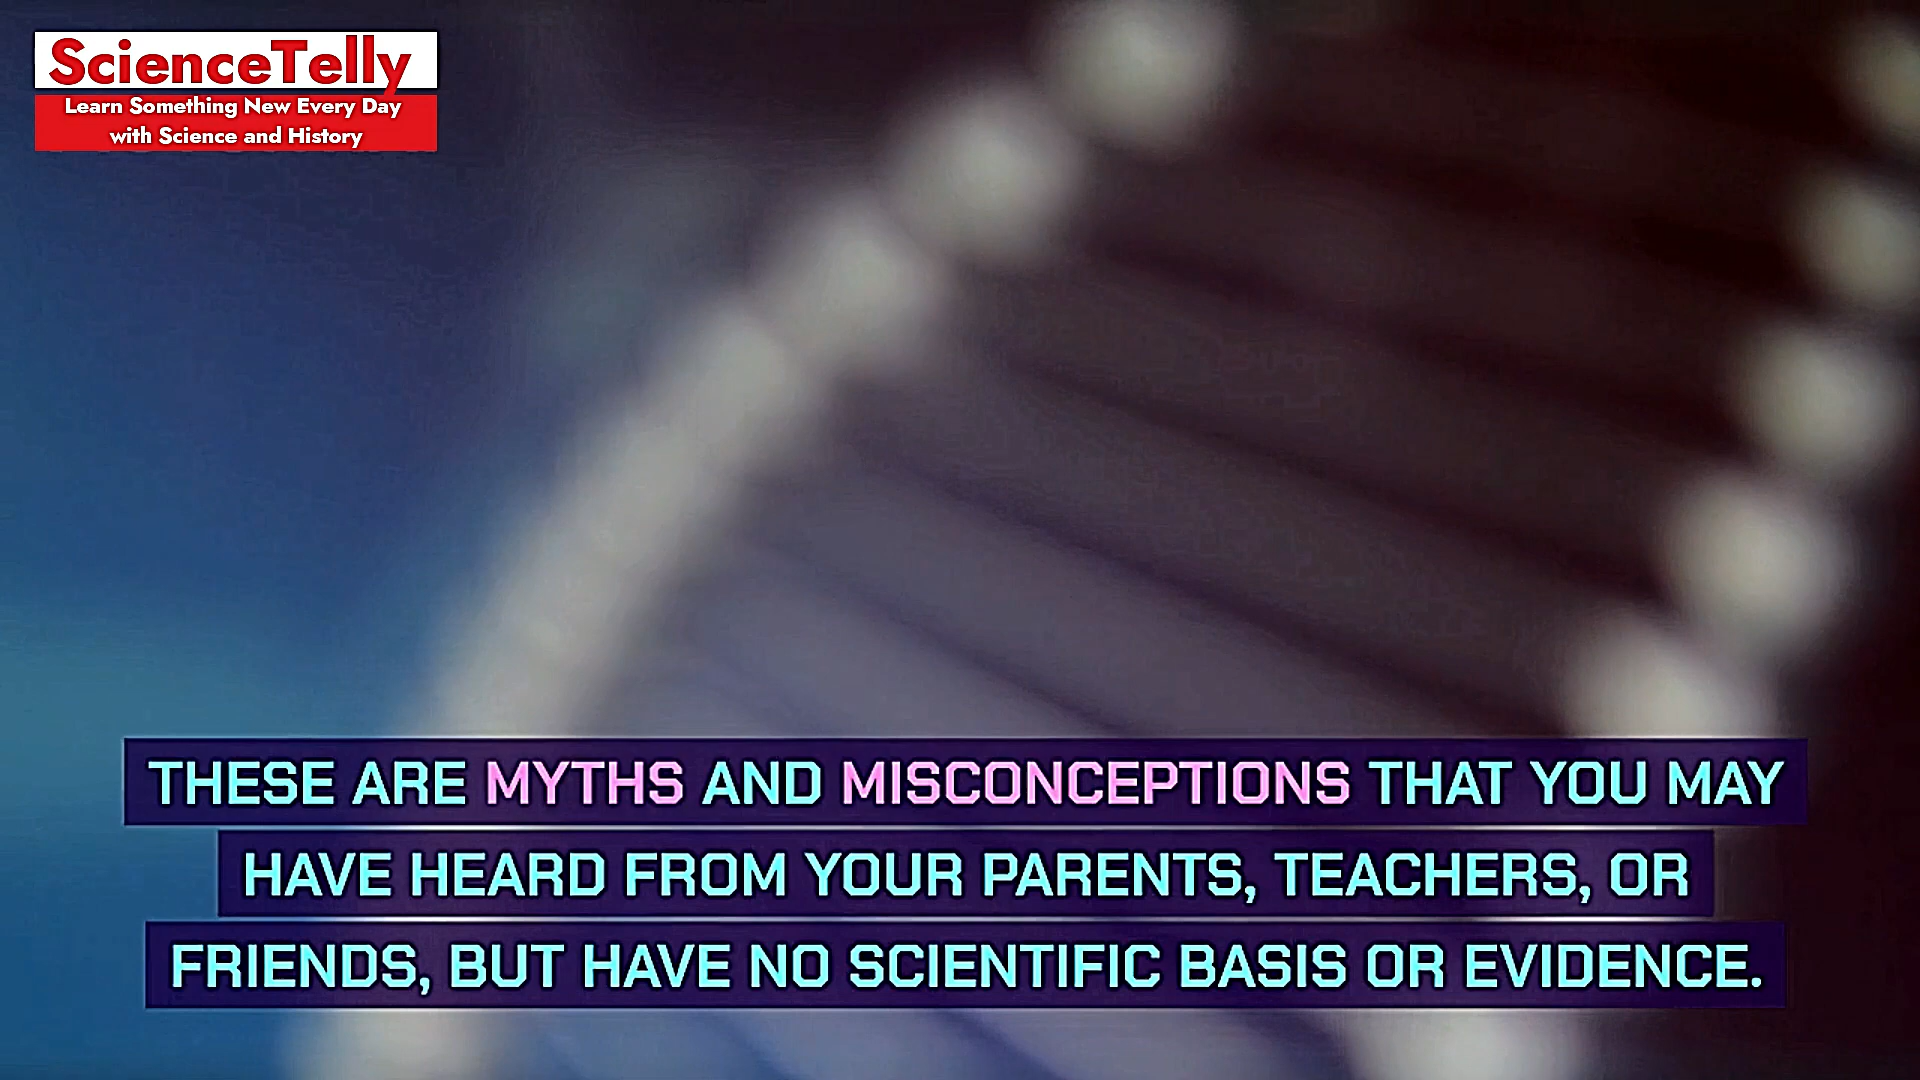 ScienceTelly
Learn Something New Every Day
with Science and History
THESE ARE MYTHS AND MISCONCEPTIONS THAT YOU MAY
HAVE HEARD FROM YOUR PARENTS, TEACHERS, OR
FRIENDS, BUT HAVE NO SCIENTIFIC BASIS OR EVIDENCE.